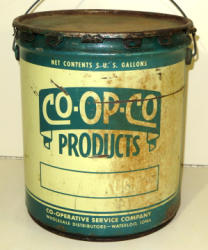 NET CONTENTS 5 U. S. GALLONS
CO-OP-CO
PRODUCTS
CO-OPERATIVE SERVICE COMPANY
WHOLESALE DISTRIBUTORS - WATERLOO, IOWA